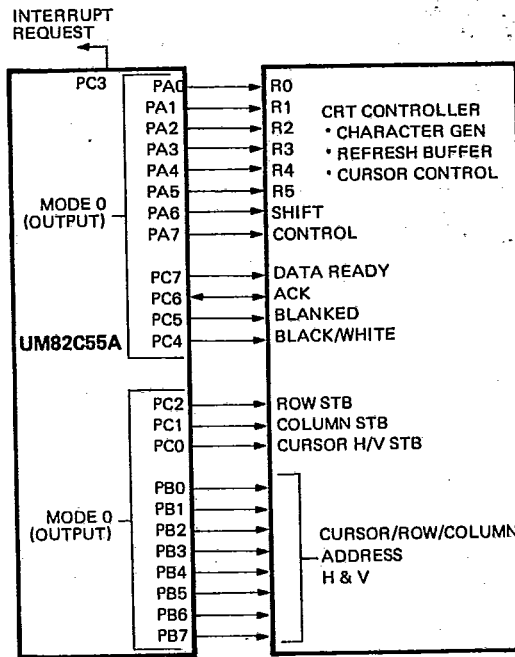 INTERRUPT
REQUEST
PC3
PA0 R0
PA1 R1
PA2 R2
PA3 R3
PA4 R4
PA5 R5
PA6 SHIFT
PA7 CONTROL
CRT CONTROLLER
• CHARACTER GEN
• REFRESH BUFFER
• CURSOR CONTROL
MODE 0
(OUTPUT)
PC7 DATA READY
PC6 ACK
PC5 BLANKED
PC4 BLACK/WHITE
UM82C55A
PC2 ROW STB
PC1 COLUMN STB
PC0 CURSOR H/V STB
MODE 0
(OUTPUT)
PB0
PB1
PB2
PB3
PB4
PB5
PB6
PB7
CURSOR/ROW/COLUMN
ADDRESS
H & V